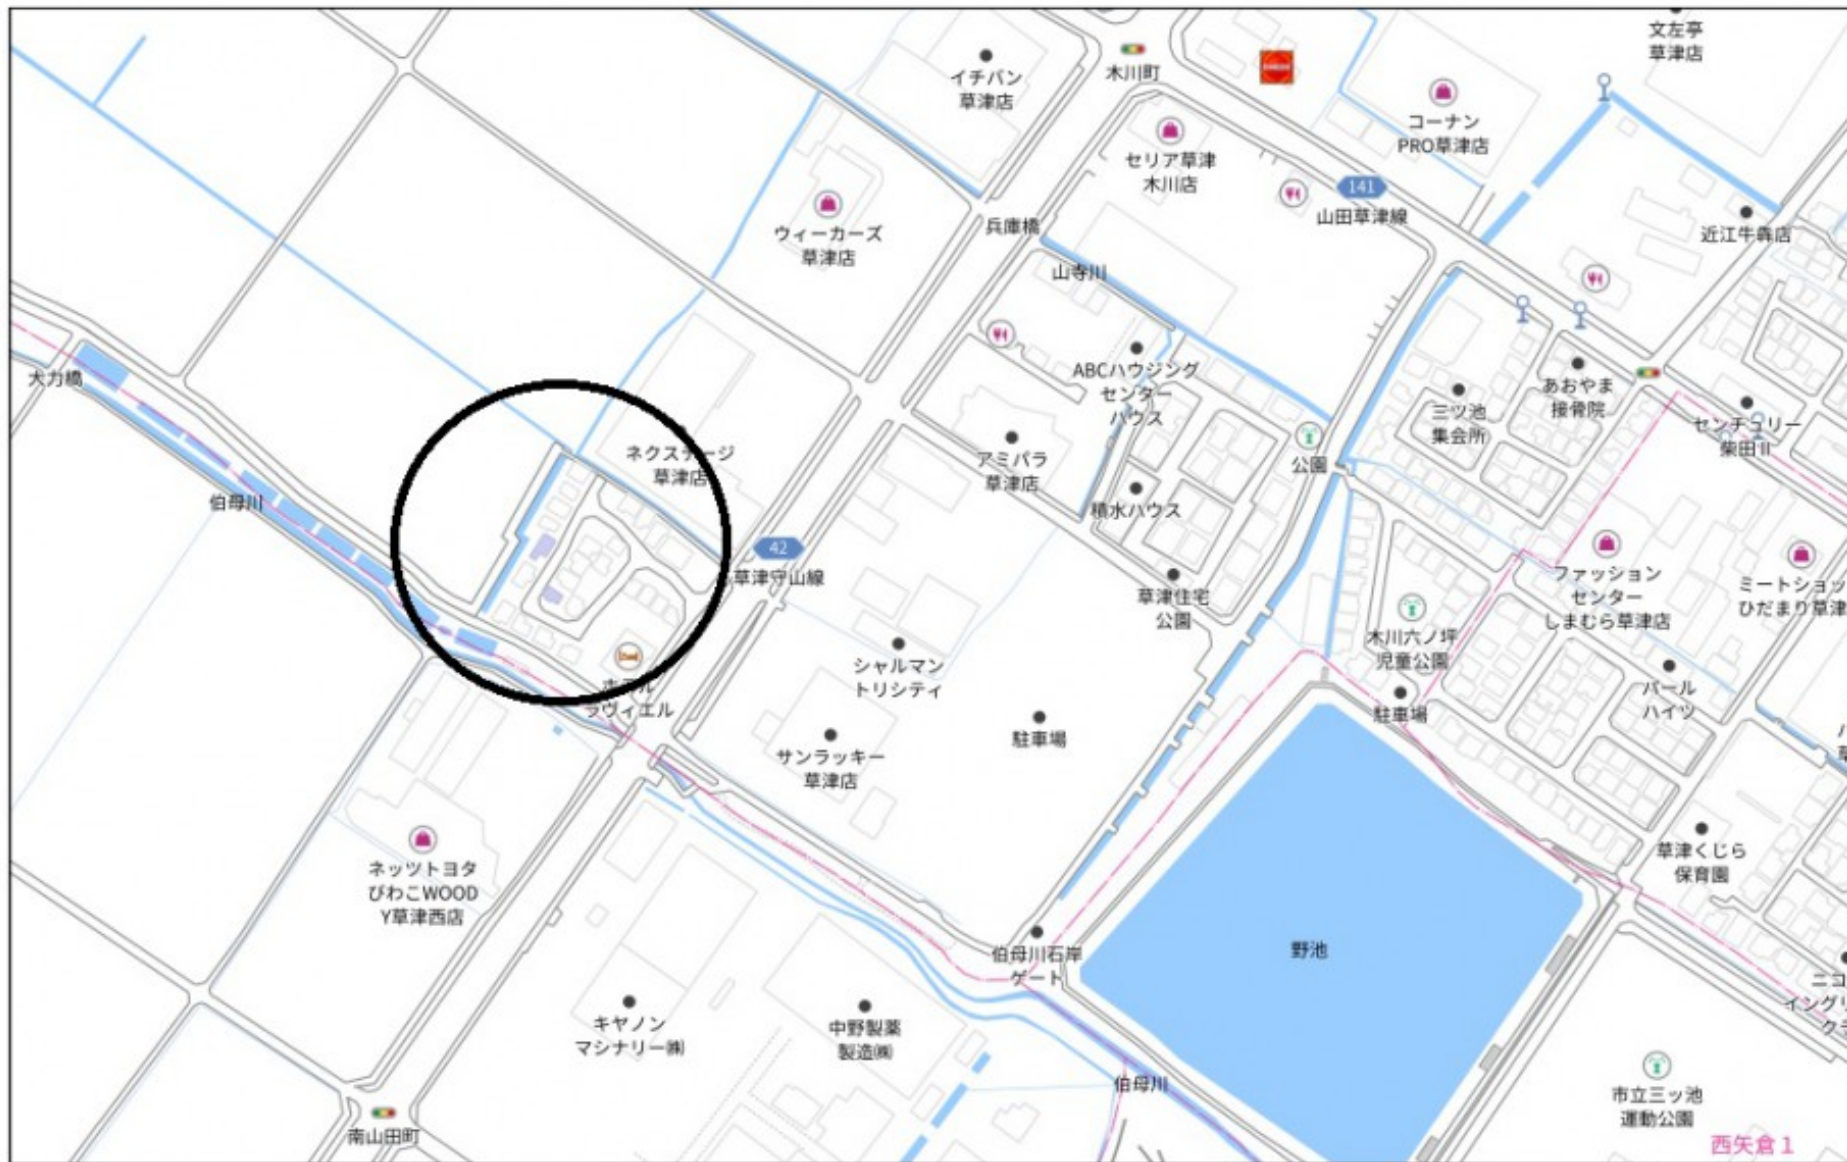 文左亭
草津店
木川町
イチバン
草津店
コーナン
PRO草津店
セリア草津
木川店
141
山田草津線
ウィーカーズ
草津店
兵庫橋
近江牛犇店
山寺川
大力橋
ABCハウジング
センター
ハウス
あおやま
接骨院
三ツ池
集会所
センチュリー
柴田Ⅱ
公園
ネクステージ
草津店
アミパラ
草津店
積水ハウス
伯母川
42
草津守山線
ファッション
センター
しまむら草津店
ミートショッ
ひだまり草津
草津住宅
公園
木川六ノ坪
児童公園
シャルマン
トリシティ
パール
ハイツ
ホテル
ラヴィエル
駐車場
駐車場
サンラッキー
草津店
ネッツトヨタ
びわこWOOD
Y草津西店
草津くじら
保育園
伯母川石岸
ゲート
野池
ニコ
イングリ
クラ
キヤノン
マシナリー㈱
中野製薬
製造㈱
伯母川
市立三ッ池
運動公園
南山田町
西矢倉1